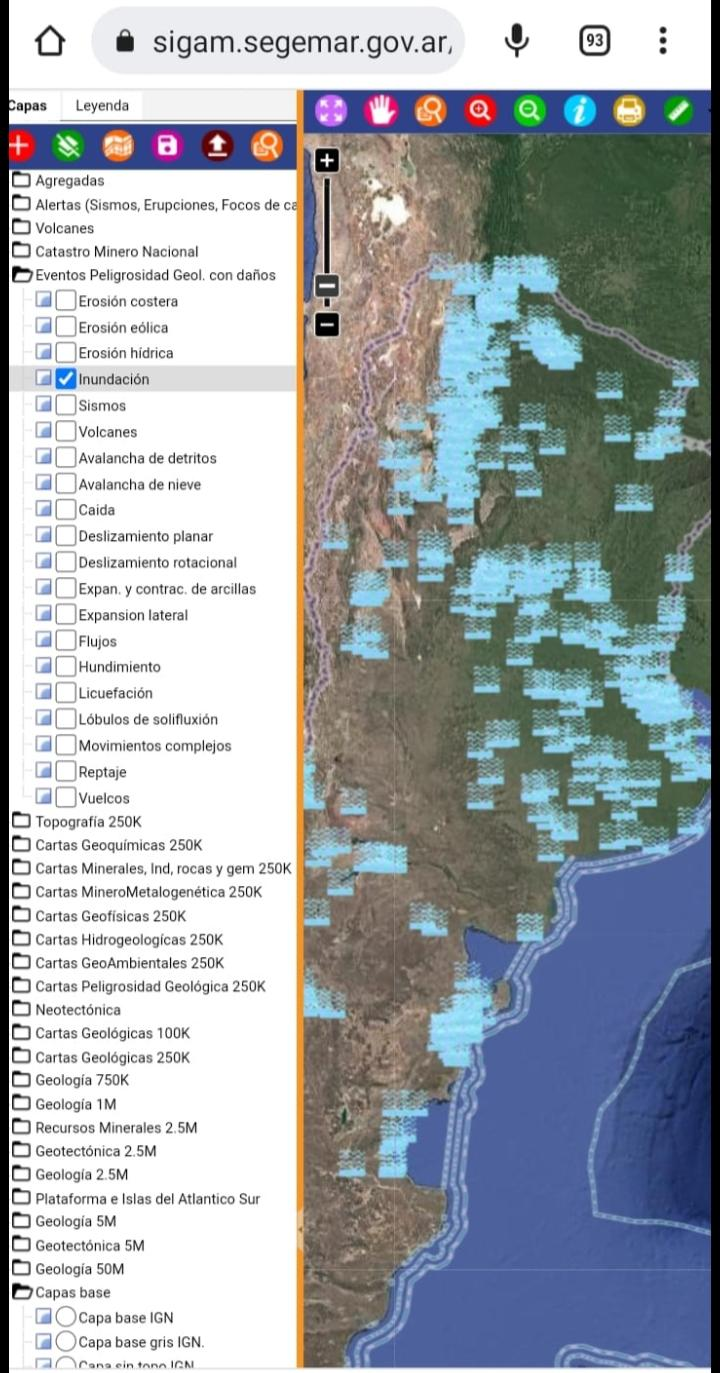 sigam.segemar.gov.ar,
93
Capas
Leyenda
Agregadas
Alertas (Sismos, Erupciones, Focos de ca
Volcanes
Catastro Minero Nacional
Eventos Peligrosidad Geol. con daños
Erosión costera
Erosión eólica
Erosión hídrica
Inundación
Sismos
Volcanes
Avalancha de detritos
Avalancha de nieve
Caida
Deslizamiento planar
Deslizamiento rotacional
Expan. y contrac. de arcillas
Expansion lateral
Flujos
Hundimiento
Licuefación
Lóbulos de solifluxión
Movimientos complejos
Reptaje
Vuelcos
Topografía 250K
Cartas Geoquímicas 250K
Cartas Minerales, Ind, rocas y gem 250K
Cartas MineroMetalogenética 250K
Cartas Geofísicas 250K
Cartas Hidrogeologícas 250K
Cartas GeoAmbientales 250K
Cartas Peligrosidad Geológica 250K
Neotectónica
Cartas Geológicas 100K
Cartas Geológicas 250K
Geología 750K
Geología 1M
Recursos Minerales 2.5M
Geotectónica 2.5M
Geología 2.5M
Plataforma e Islas del Atlantico Sur
Geología 5M
Geotectónica 5M
Geología 50M
Capas base
Capa base IGN
Capa base gris IGN.
Capa sin topo IGN